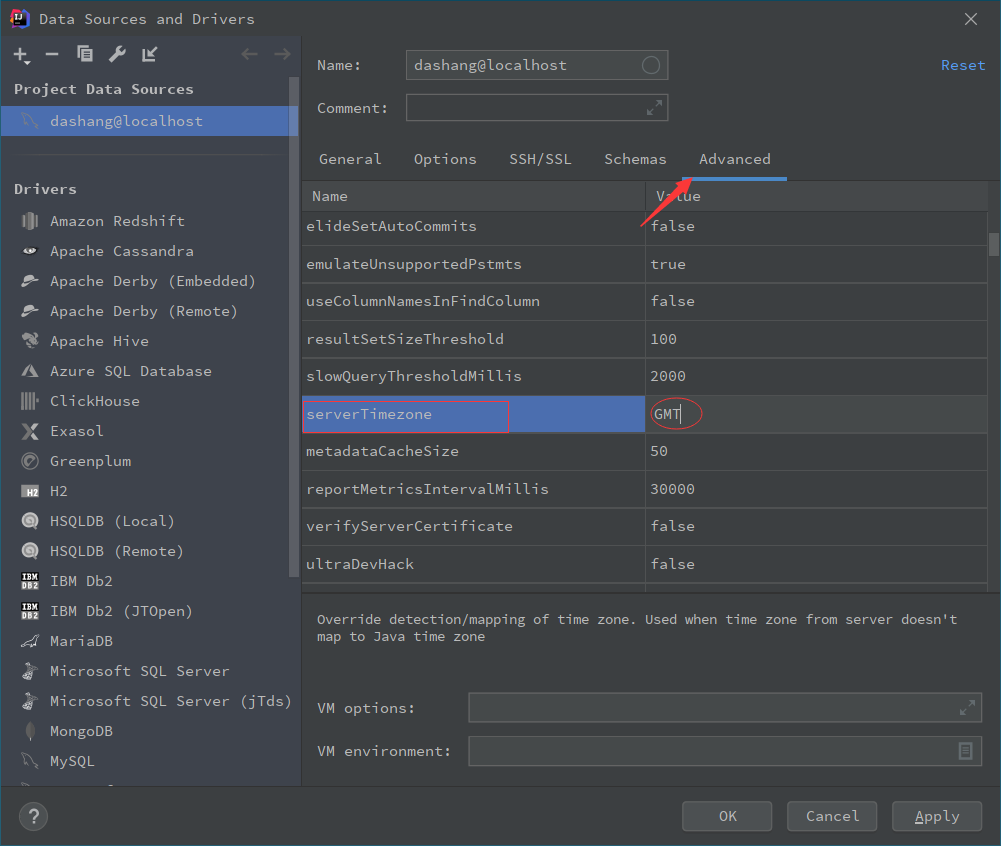 Data Sources and Drivers
Project Data Sources
dashang@localhost
Drivers
Amazon Redshift
Apache Cassandra
Apache Derby (Embedded)
Apache Derby (Remote)
Apache Hive
Azure SQL Database
ClickHouse
Exasol
Greenplum
H2 H2
HSQLDB (Local)
HSQLDB (Remote)
IBM DB2 IBM Db2
IBM DB2 IBM Db2 (JTOpen)
MariaDB
Microsoft SQL Server
Microsoft SQL Server (jTds)
MongoDB
MySQL
Name: dashang@localhost Reset
Comment:
General Options SSH/SSL Schemas Advanced
Name Value
elideSetAutoCommits false
emulateUnsupportedPstmts true
useColumnNamesInFindColumn false
resultSetSizeThreshold 100
slowQueryThresholdMillis 2000
serverTimezone GMT
metadataCacheSize 50
reportMetricsIntervalMillis 30000
verifyServerCertificate false
ultraDevHack false
Override detection/mapping of time zone. Used when time zone from server doesn't
map to Java time zone
VM options:
VM environment:
? OK Cancel Apply